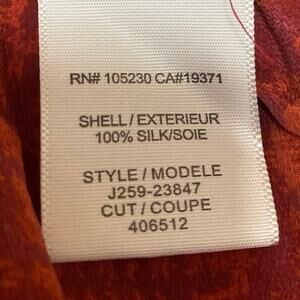 RN# 105230 CA#19371
SHELL / EXTERIEUR
100% SILK/SOIE
STYLE / MODELE
J259-23847
CUT / COUPE
406512